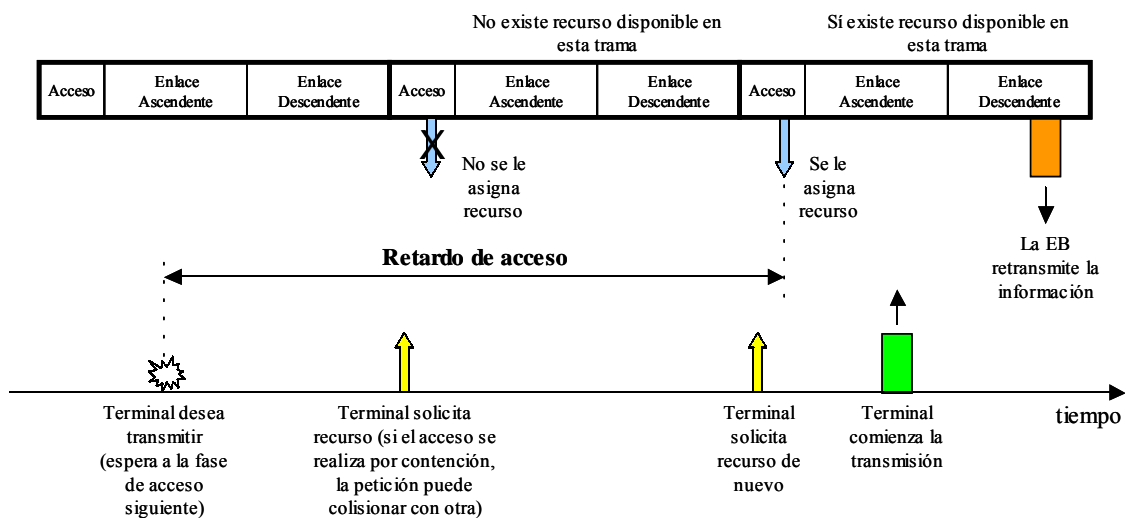 No existe recurso disponible en
esta trama
Sí existe recurso disponible en
esta trama
Acceso
Enlace
Ascendente
Enlace
Descendente
Acceso
Enlace
Ascendente
Enlace
Descendente
Acceso
Enlace
Ascendente
Enlace
Descendente
No se le
asigna
recurso
Se le
asigna
recurso
La EB
retransmite la
información
Retardo de acceso
Terminal desea
transmitir
(espera a la fase
de acceso
siguiente)
Terminal solicita
recurso (si el acceso se
realiza por contención,
la petición puede
colisionar con otra)
Terminal
solicita
recurso de
nuevo
Terminal
comienza la
transmisión
tiempo